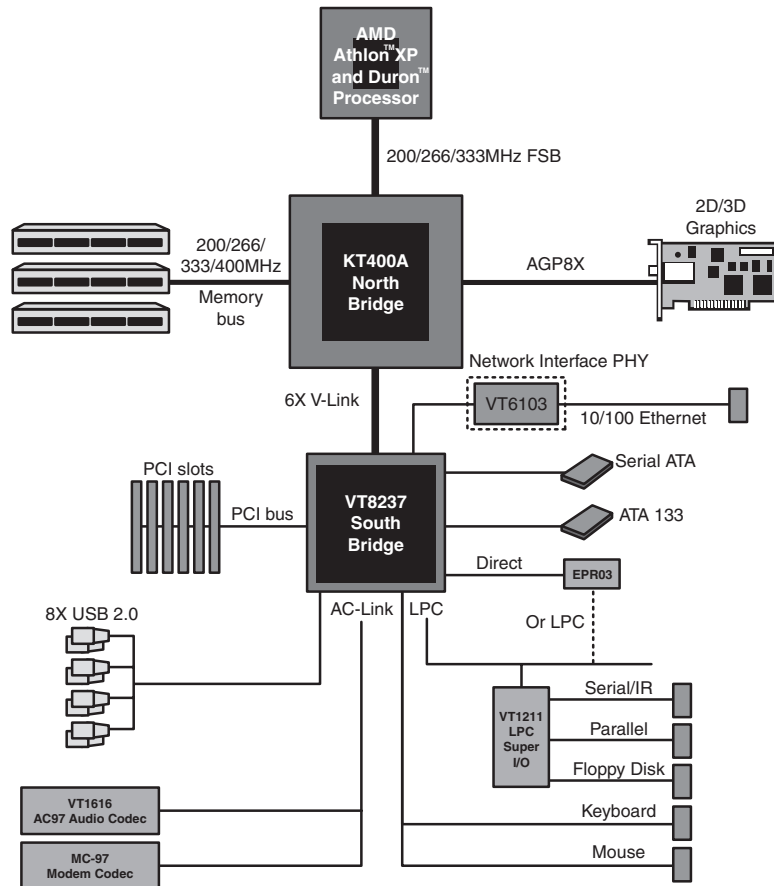 AMD
Athlon™XP
and Duron™
Processor
200/266/333MHz FSB
2D/3D
Graphics
200/266/
333/400MHz
Memory
bus
KT400A
North
Bridge
AGP8X
Network Interface PHY
6X V-Link
VT6103
10/100 Ethernet
PCI slots
Serial ATA
VT8237
South
Bridge
PCI bus
ATA 133
Direct
EPR03
8X USB 2.0
AC-Link
LPC
Or LPC
VT1211
LPC
Super
I/O
Serial/IR
Parallel
Floppy Disk
VT1616
AC97 Audio Codec
Keyboard
MC-97
Modem Codec
Mouse